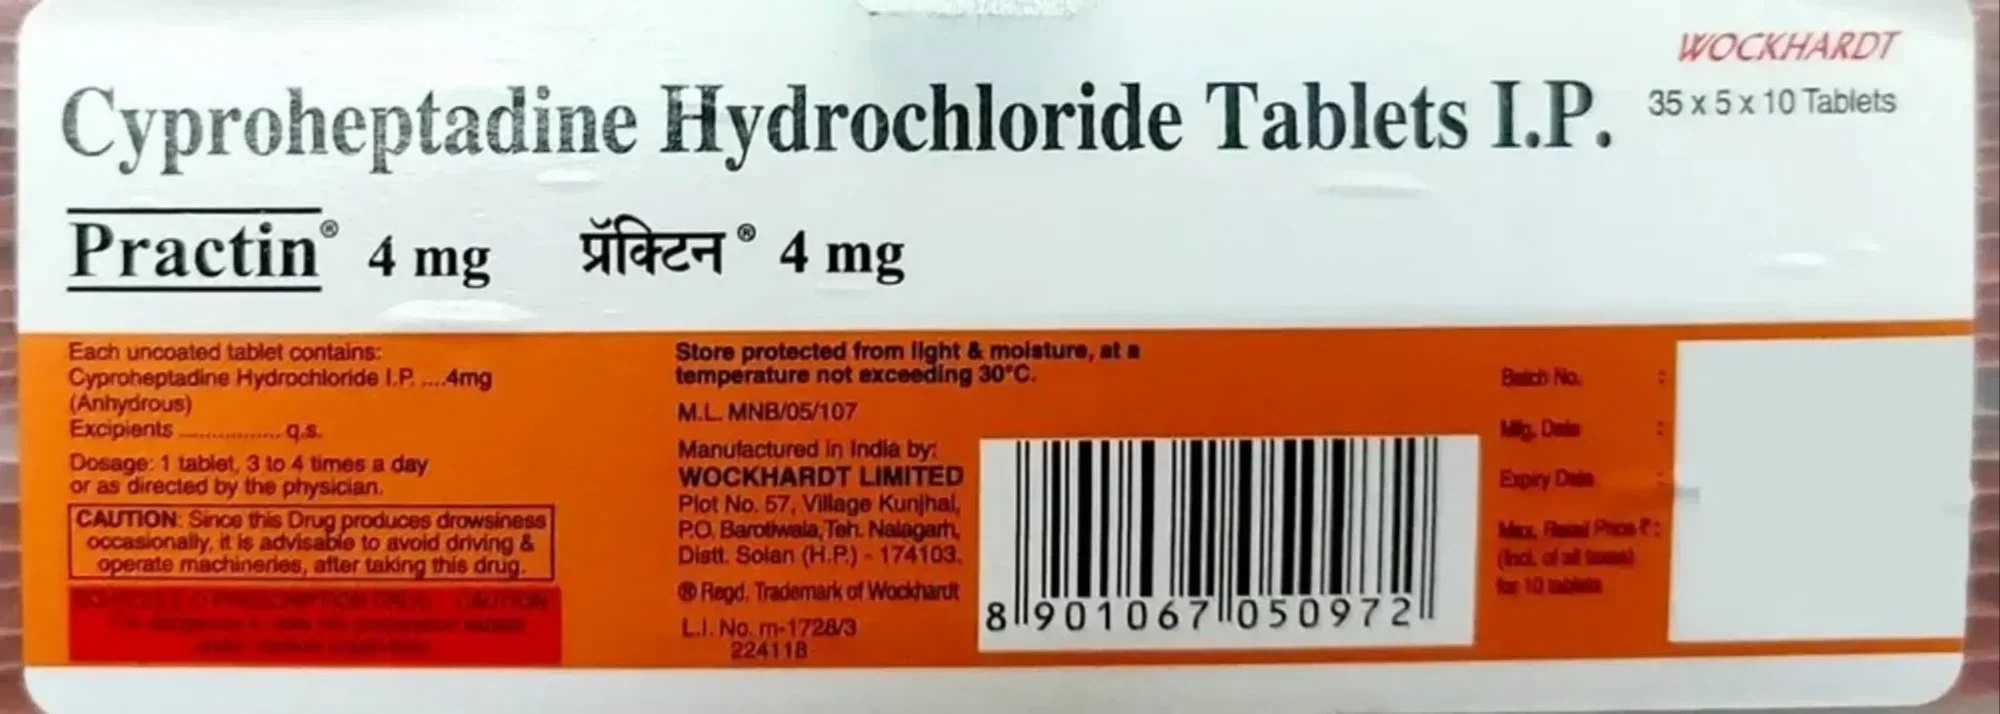 WOCKHARDT
Cyproheptadine Hydrochloride Tablets I.P.
35 x 5 x 10 Tablets
Practin® 4 mg प्रॅक्टिन® 4 mg
Each uncoated tablet contains:
Cyproheptadine Hydrochloride I.P. ....4mg
(Anhydrous)
Excipients ................ q.s.
Dosage: 1 tablet, 3 to 4 times a day
or as directed by the physician.
CAUTION: Since this Drug produces drowsiness
occasionally, it is advisable to avoid driving &
operate machineries, after taking this drug.
SCHEDULE PRESCRIPTION DRUG CAUTION
Store protected from light & moisture, at a
temperature not exceeding 30°C.
M.L. MNB/05/107
Manufactured in India by:
WOCKHARDT LIMITED
Plot No. 57, Village Kunjhal,
P.O. Barotiwala, Teh. Nalagarh,
Distt. Solan (H.P.) - 174103.
® Regd. Trademark of Wockhardt
L.I. No. m-1728/3
224118
8 901067 050972
Batch No. :
Mfg. Date :
Expiry Date :
Max. Retail Price ₹ :
(Incl. of all taxes)
for 10 tablets